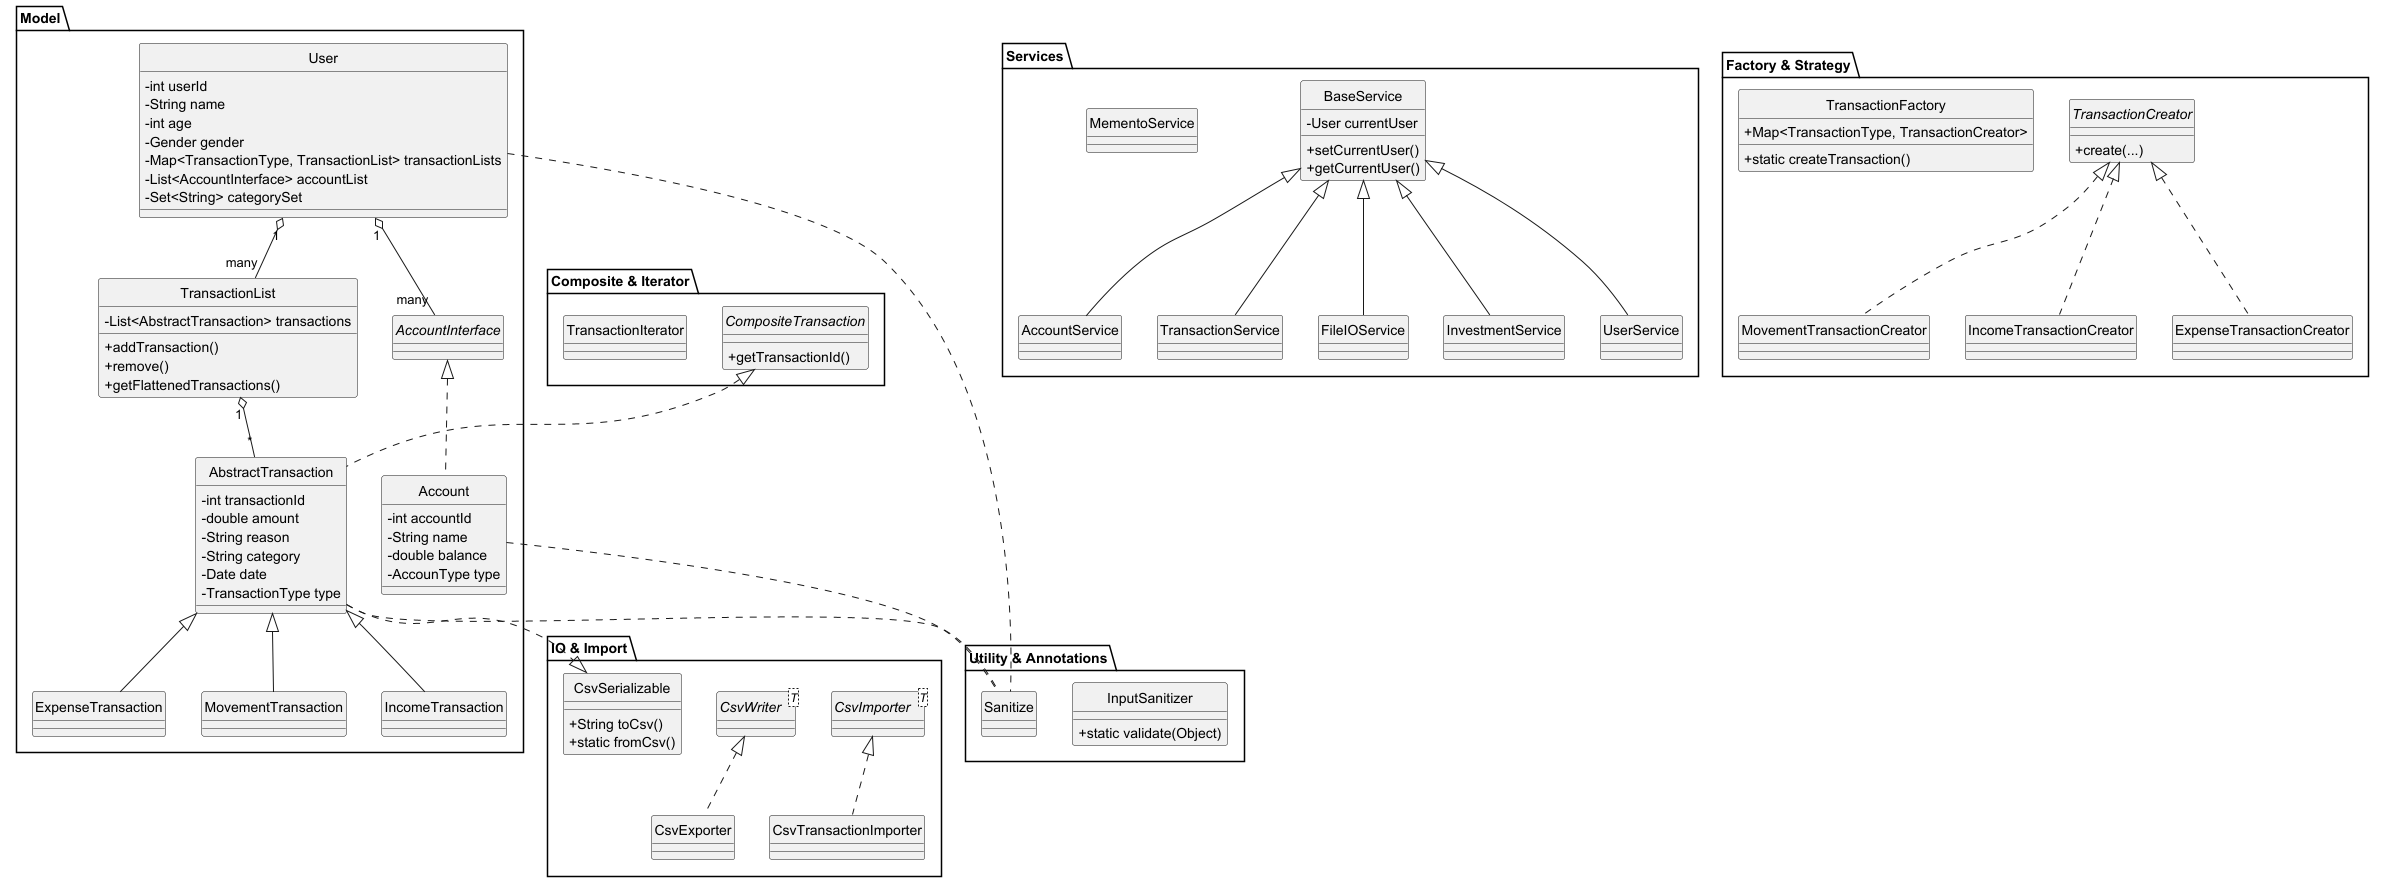 Model
User
-int userId
-String name
-int age
-Gender gender
-Map<TransactionType, TransactionList> transactionLists
-List<AccountInterface> accountList
-Set<String> categorySet
1
1
many
many
TransactionList
-List<AbstractTransaction> transactions
+addTransaction()
+remove()
+getFlattenedTransactions()
AccountInterface
1
*
AbstractTransaction
-int transactionId
-double amount
-String reason
-String category
-Date date
-TransactionType type
Account
-int accountId
-String name
-double balance
-AccounType type
ExpenseTransaction
MovementTransaction
IncomeTransaction
Composite & Iterator
TransactionIterator
CompositeTransaction
+getTransactionId()
IQ & Import
CsvSerializable
+String toCsv()
+static fromCsv()
CsvWriter
T
CsvImporter
T
CsvExporter
CsvTransactionImporter
Utility & Annotations
Sanitize
InputSanitizer
+static validate(Object)
Services
MementoService
BaseService
-User currentUser
+setCurrentUser()
+getCurrentUser()
AccountService
TransactionService
FileIOService
InvestmentService
UserService
Factory & Strategy
TransactionFactory
+Map<TransactionType, TransactionCreator>
+static createTransaction()
TransactionCreator
+create(...)
MovementTransactionCreator
IncomeTransactionCreator
ExpenseTransactionCreator